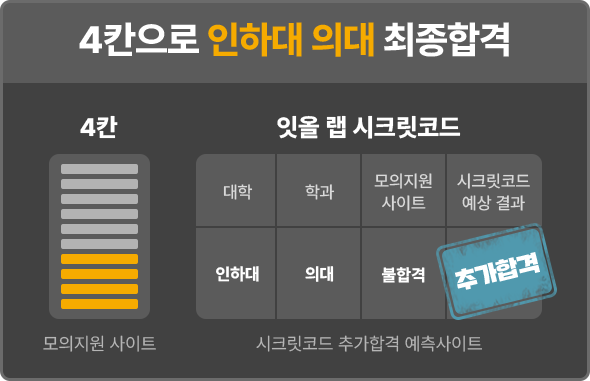 4칸으로 인하대 의대 최종합격
4칸
잇올 랩 시크릿코드
대학
학과
모의지원
사이트
시크릿코드
예상 결과
인하대
의대
불합격
추가합격
모의지원 사이트
시크릿코드 추가합격 예측사이트